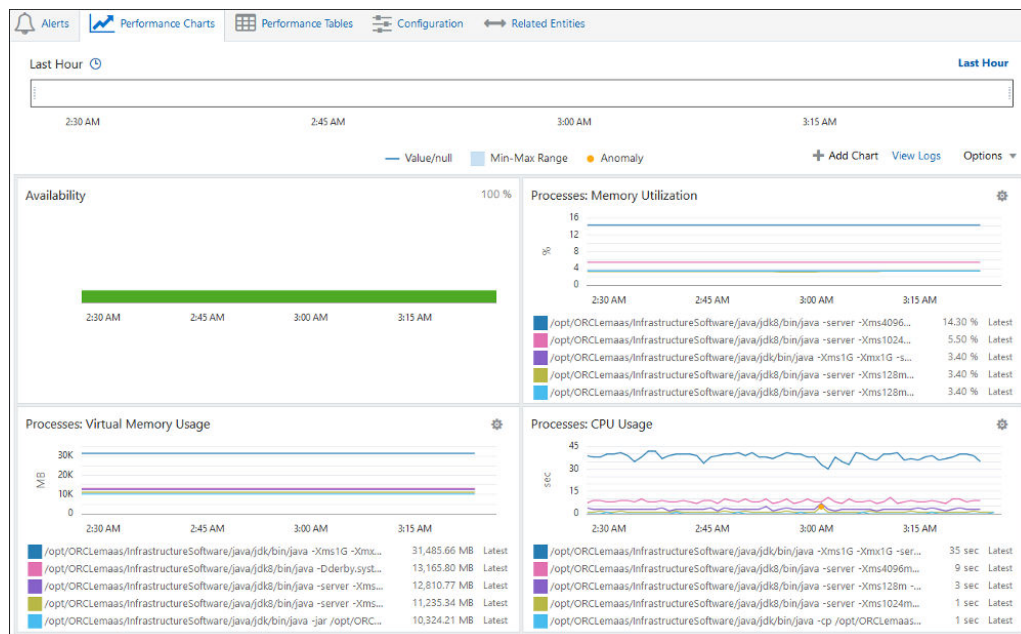 Alerts Performance Charts Performance Tables Configuration Related Entities
Last Hour Last Hour
2:30 AM 2:45 AM 3:00 AM 3:15 AM
Value/null Min-Max Range Anomaly Add Chart View Logs Options
Availability 100 %
2:30 AM 2:45 AM 3:00 AM 3:15 AM
Processes: Memory Utilization
16
12
8
4
0
%
2:30 AM 2:45 AM 3:00 AM 3:15 AM
/opt/ORCLemaas/InfrastructureSoftware/java/jdk8/bin/java -server -Xms4096... 14.30 % Latest
/opt/ORCLemaas/InfrastructureSoftware/java/jdk8/bin/java -server -Xms1024... 5.50 % Latest
/opt/ORCLemaas/InfrastructureSoftware/java/jdk/bin/java -Xms1G -Xmx1G -s... 3.40 % Latest
/opt/ORCLemaas/InfrastructureSoftware/java/jdk8/bin/java -server -Xms128m... 3.40 % Latest
/opt/ORCLemaas/InfrastructureSoftware/java/jdk8/bin/java -server -Xms128m... 3.40 % Latest
Processes: Virtual Memory Usage
30K
20K
10K
0
MB
2:30 AM 2:45 AM 3:00 AM 3:15 AM
/opt/ORCLemaas/InfrastructureSoftware/java/jdk/bin/java -Xms1G -Xmx... 31,485.66 MB Latest
/opt/ORCLemaas/InfrastructureSoftware/java/jdk8/bin/java -Dderby.syst... 13,165.80 MB Latest
/opt/ORCLemaas/InfrastructureSoftware/java/jdk8/bin/java -server -Xms... 12,810.77 MB Latest
/opt/ORCLemaas/InfrastructureSoftware/java/jdk8/bin/java -server -Xms... 11,235.34 MB Latest
/opt/ORCLemaas/InfrastructureSoftware/java/jdk/bin/java -jar /opt/ORC... 10,324.21 MB Latest
Processes: CPU Usage
45
30
15
0
sec
2:30 AM 2:45 AM 3:00 AM 3:15 AM
/opt/ORCLemaas/InfrastructureSoftware/java/jdk/bin/java -Xms1G -Xmx1G -ser... 35 sec Latest
/opt/ORCLemaas/InfrastructureSoftware/java/jdk8/bin/java -server -Xms4096m... 9 sec Latest
/opt/ORCLemaas/InfrastructureSoftware/java/jdk8/bin/java -server -Xms128m -... 3 sec Latest
/opt/ORCLemaas/InfrastructureSoftware/java/jdk8/bin/java -server -Xms1024m... 1 sec Latest
/opt/ORCLemaas/InfrastructureSoftware/java/jdk/bin/java -cp /opt/ORCLemaas... 1 sec Latest